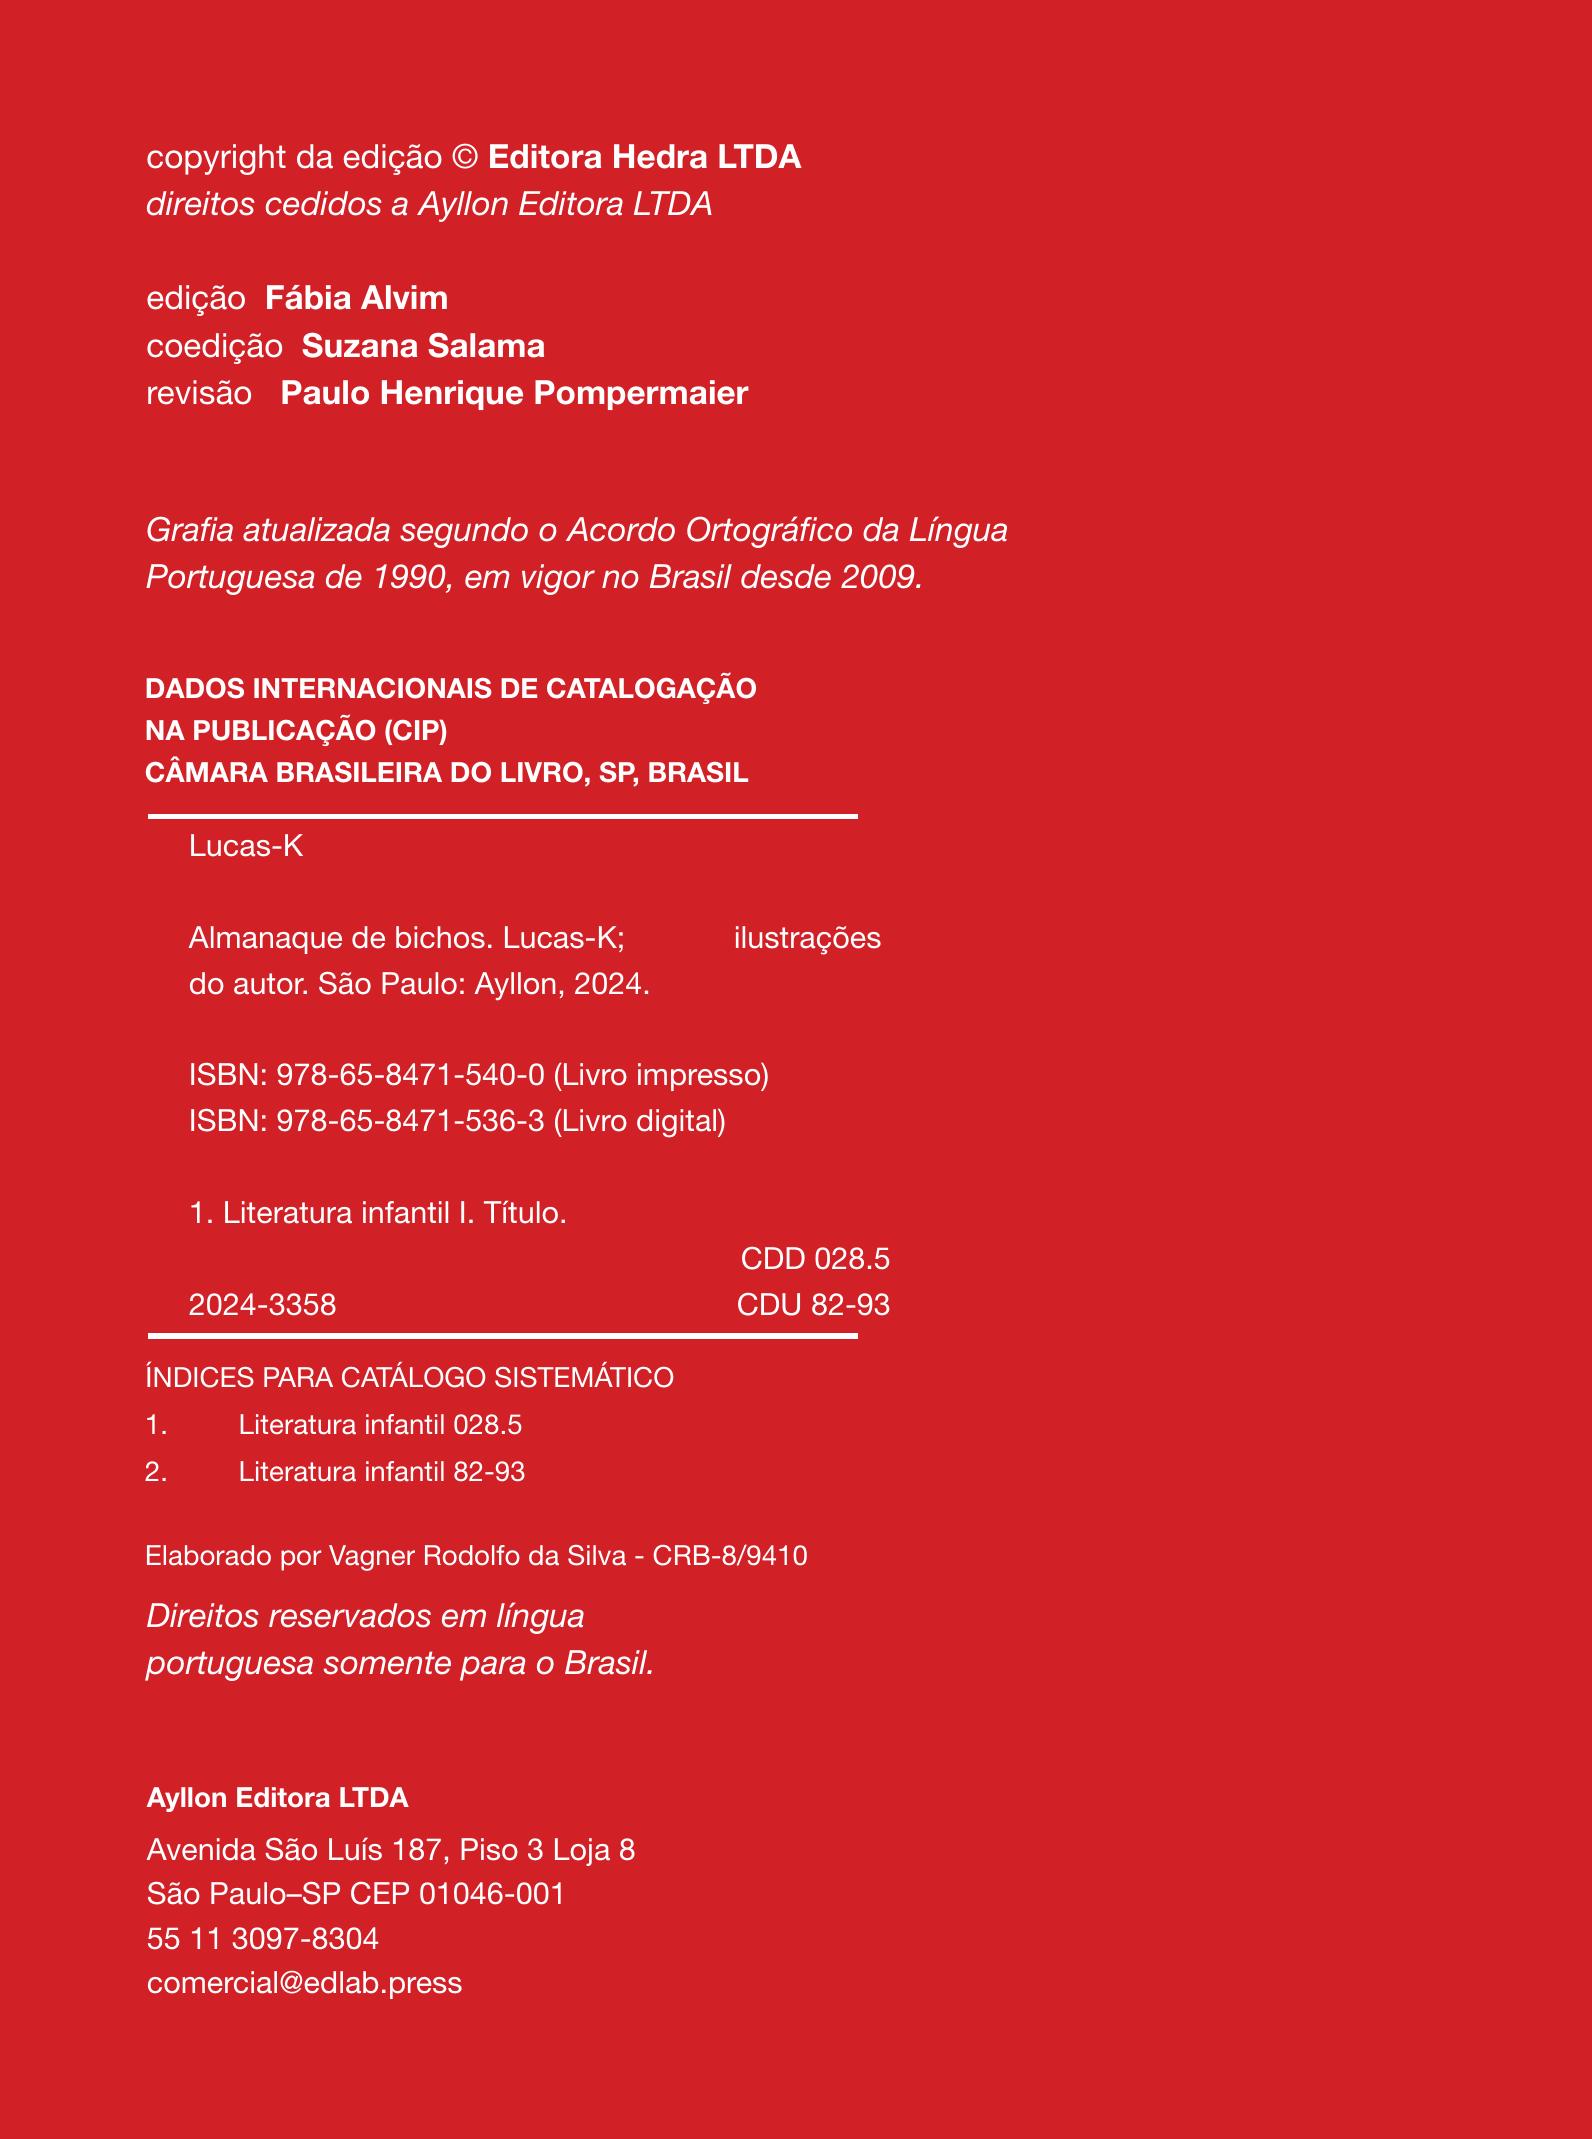 copyright da edição © Editora Hedra LTDA
direitos cedidos a Ayllon Editora LTDA
edição Fábia Alvim
coedição Suzana Salama
revisão Paulo Henrique Pompermaier
Grafia atualizada segundo o Acordo Ortográfico da Língua
Portuguesa de 1990, em vigor no Brasil desde 2009.
DADOS INTERNACIONAIS DE CATALOGAÇÃO
NA PUBLICAÇÃO (CIP)
CÂMARA BRASILEIRA DO LIVRO, SP, BRASIL
Lucas-K
Almanaque de bichos. Lucas-K; ilustrações
do autor. São Paulo: Ayllon, 2024.
ISBN: 978-65-8471-540-0 (Livro impresso)
ISBN: 978-65-8471-536-3 (Livro digital)
1. Literatura infantil I. Título.
CDD 028.5
2024-3358 CDU 82-93
ÍNDICES PARA CATÁLOGO SISTEMÁTICO
1. Literatura infantil 028.5
2. Literatura infantil 82-93
Elaborado por Vagner Rodolfo da Silva - CRB-8/9410
Direitos reservados em língua
portuguesa somente para o Brasil.
Ayllon Editora LTDA
Avenida São Luís 187, Piso 3 Loja 8
São Paulo–SP CEP 01046-001
55 11 3097-8304
comercial@edlab.press